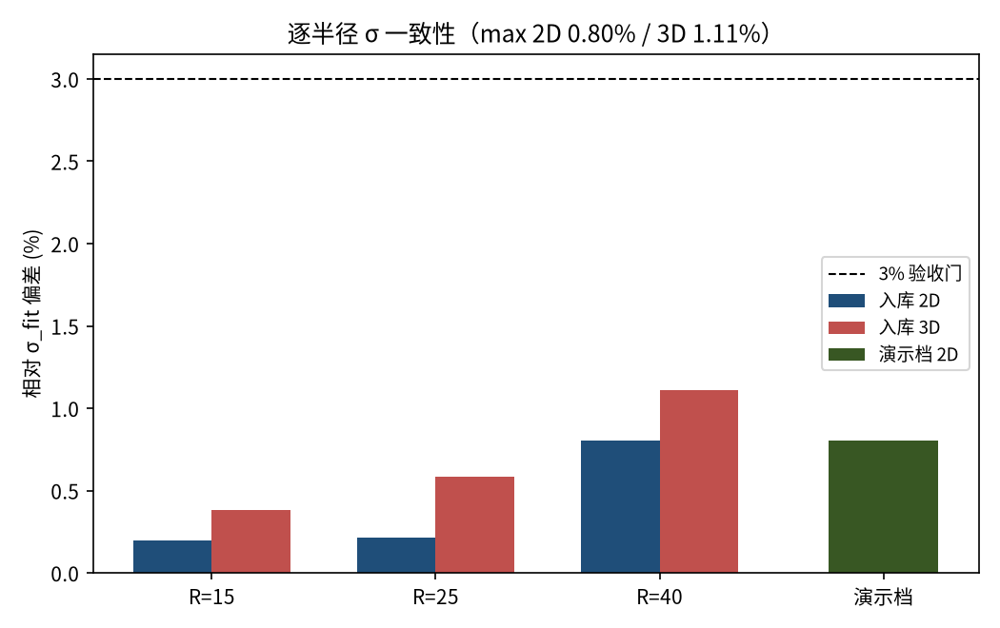 逐半径 σ 一致性（max 2D 0.80% / 3D 1.11%）
相对 σ_fit 偏差 (%)
3.0
2.5
2.0
1.5
1.0
0.5
0.0
3% 验收门
入库 2D
入库 3D
演示档 2D
R=15
R=25
R=40
演示档